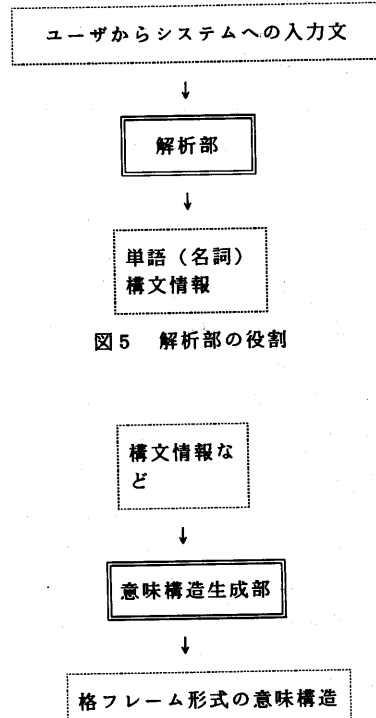 ユーザからシステムへの入力文
↓
解析部
↓
単語（名詞）
構文情報
図5 解析部の役割
構文情報な
ど
↓
意味構造生成部
↓
格フレーム形式の意味構造